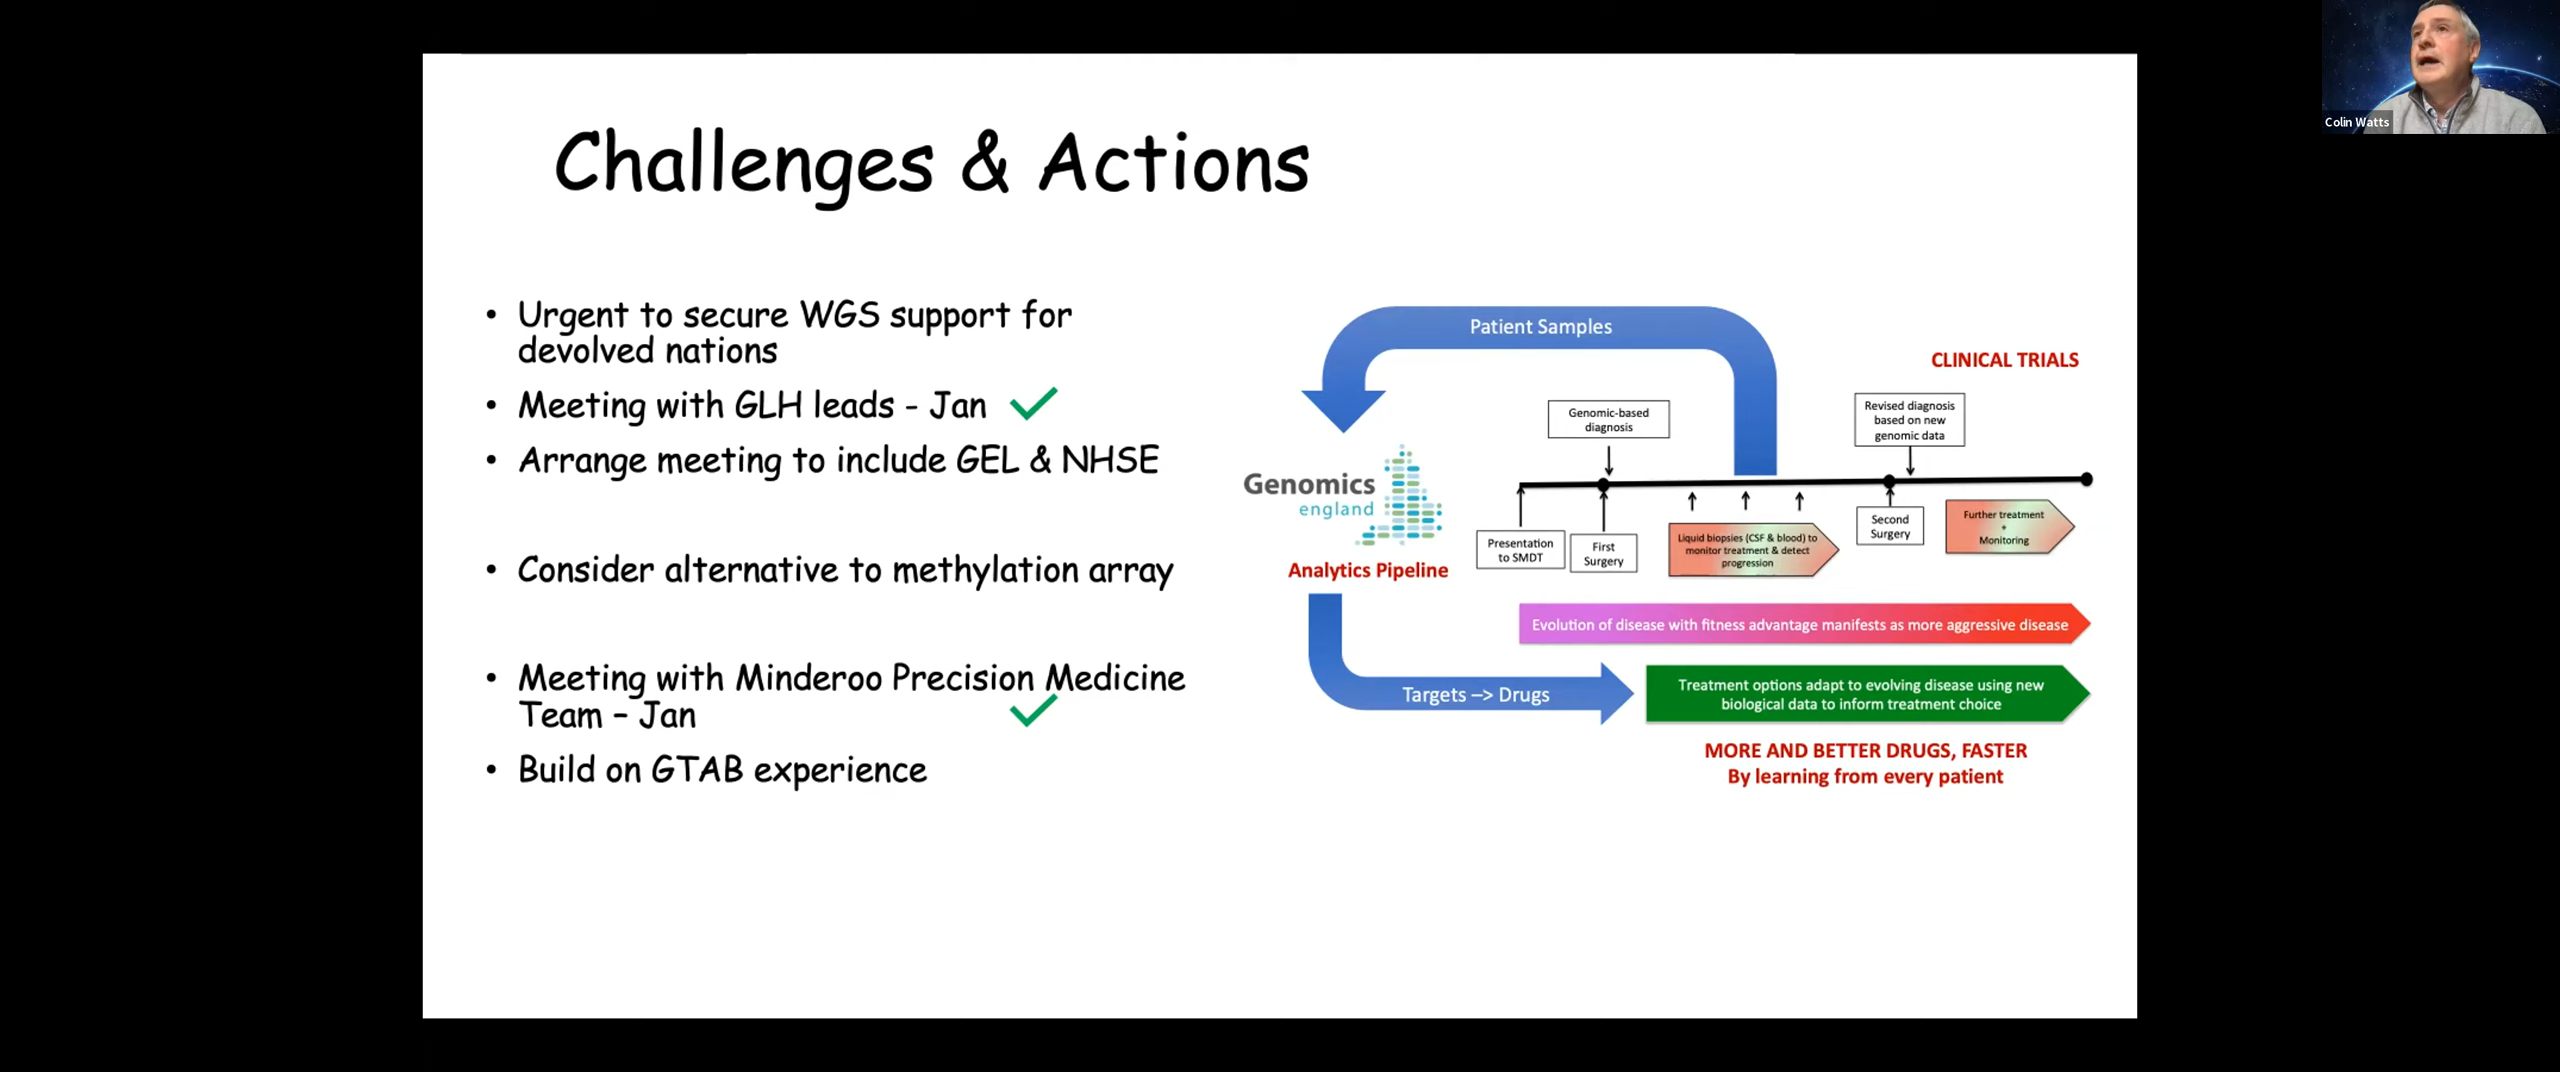 Challenges & Actions
• Urgent to secure WGS support for
devolved nations
• Meeting with GLH leads - Jan
• Arrange meeting to include GEL & NHSE
• Consider alternative to methylation array
• Meeting with Minderoo Precision Medicine
Team – Jan
• Build on GTAB experience
Patient Samples
CLINICAL TRIALS
Genomic-based
diagnosis
Revised diagnosis
based on new
genomic data
Genomics
england
Analytics Pipeline
Presentation
to SMDT
First
Surgery
Liquid biopsies (CSF & blood) to
monitor treatment & detect
progression
Second
Surgery
Further treatment
+
Monitoring
Evolution of disease with fitness advantage manifests as more aggressive disease
Targets –> Drugs
Treatment options adapt to evolving disease using new
biological data to inform treatment choice
MORE AND BETTER DRUGS, FASTER
By learning from every patient
Colin Watts